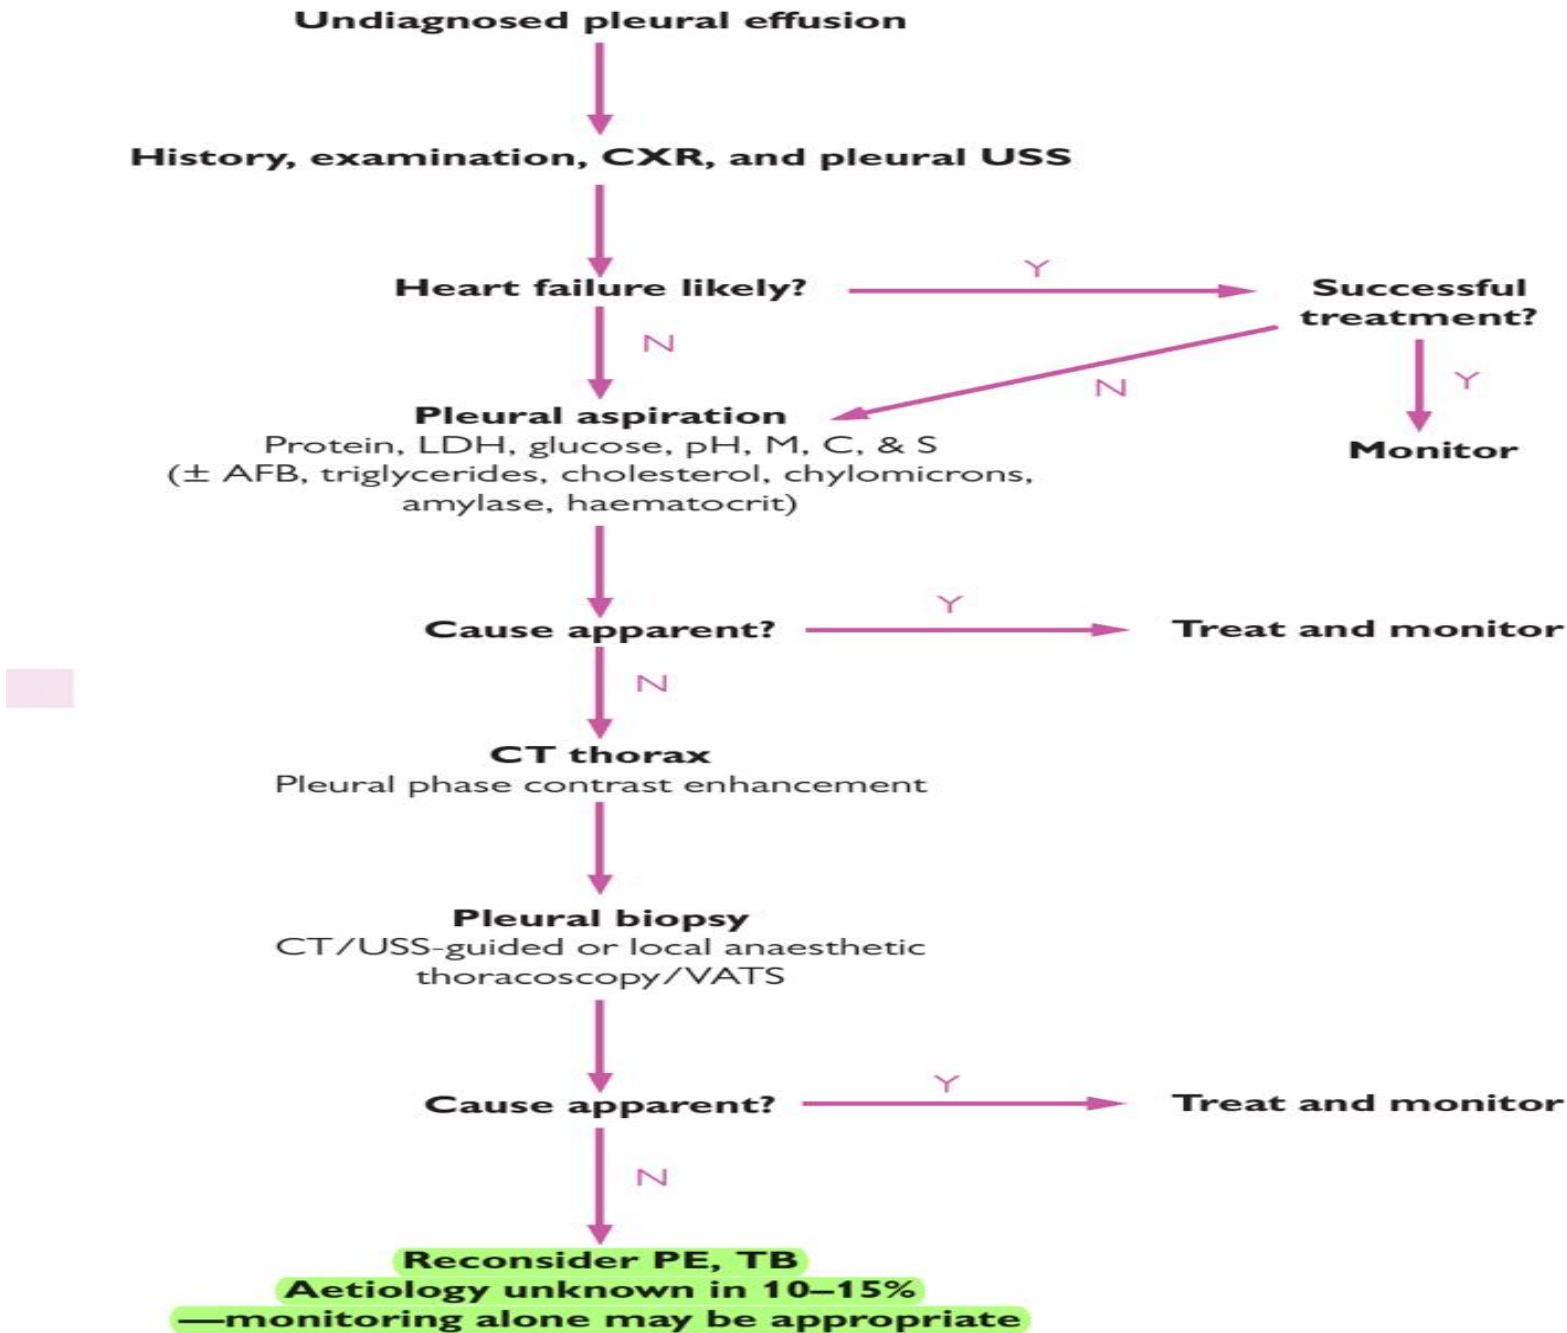 Undiagnosed pleural effusion
History, examination, CXR, and pleural USS
Heart failure likely?
Y
Successful
treatment?
N
N
Y
Pleural aspiration
Protein, LDH, glucose, pH, M, C, & S
(± AFB, triglycerides, cholesterol, chylomicrons,
amylase, haematocrit)
Monitor
Cause apparent?
Y
Treat and monitor
N
CT thorax
Pleural phase contrast enhancement
Pleural biopsy
CT/USS-guided or local anaesthetic
thoracoscopy/VATS
Cause apparent?
Y
Treat and monitor
N
Reconsider PE, TB
Aetiology unknown in 10–15%
—monitoring alone may be appropriate